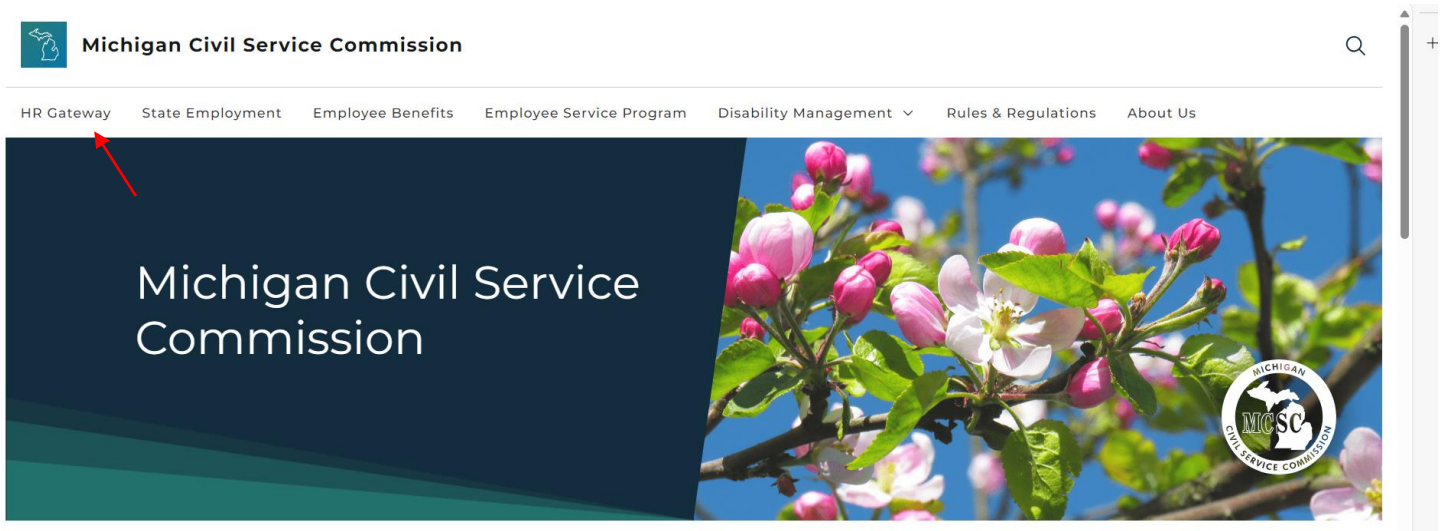 Michigan Civil Service Commission
HR Gateway State Employment Employee Benefits Employee Service Program Disability Management Rules & Regulations About Us
Michigan Civil Service
Commission
MICHIGAN
MCSC
CIVIL SERVICE COMMISSION